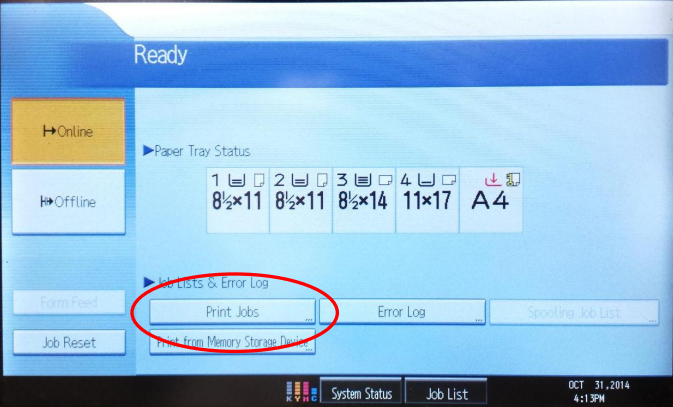 Ready
Online
Offline
Paper Tray Status
1 2 3 4
8½×11 8½×11 8½×14 11×17 A4
Job Lists & Error Log
Form Feed
Print Jobs Error Log Spooling Job List
Job Reset
Print from Memory Storage Device
K Y M C
System Status Job List
OCT 31,2014
4:13PM